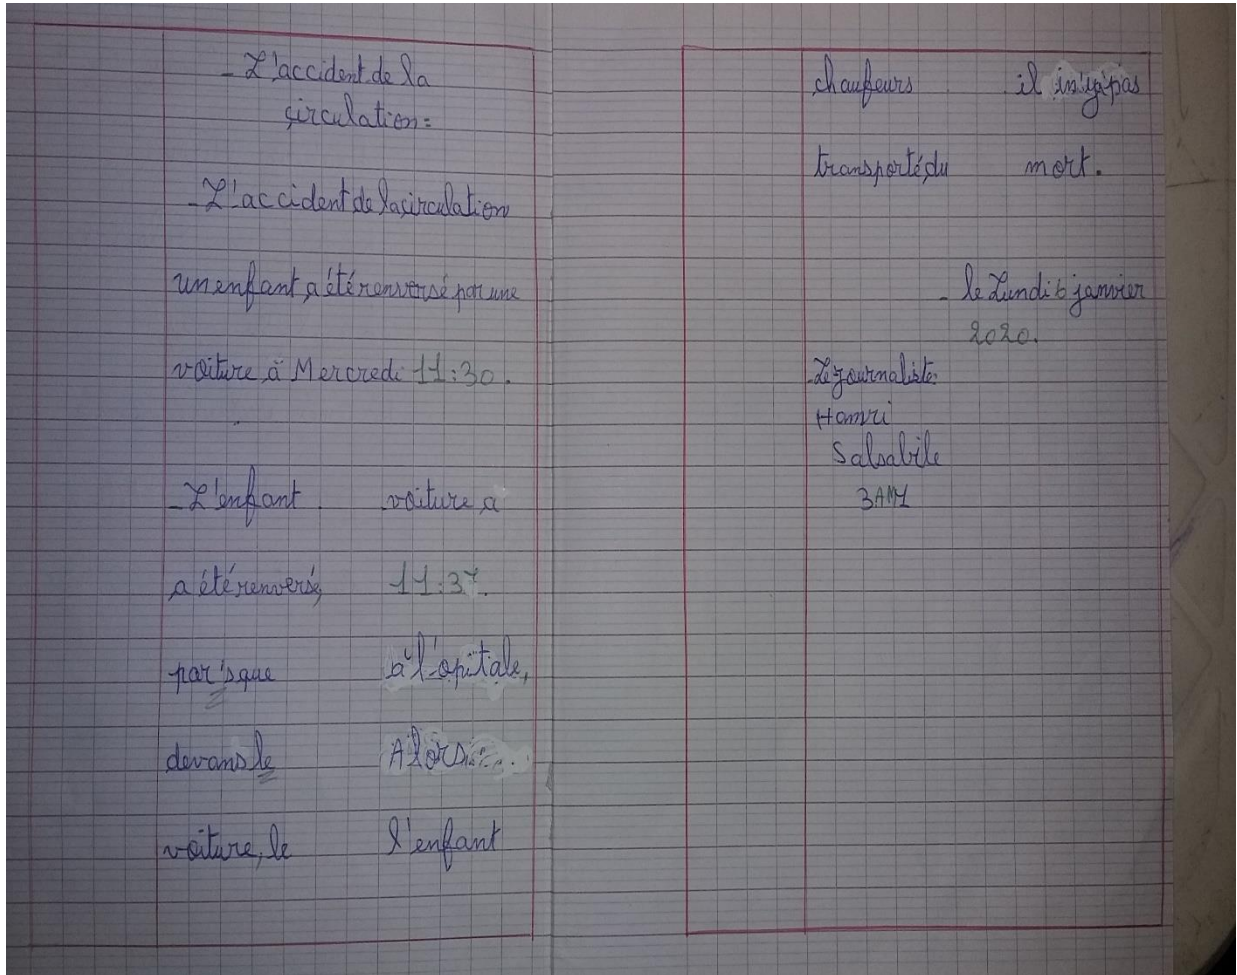 - L'accident de la
circulation:
- L'accident de la circulation
un enfant, a été renversé par une
voiture, à Mercredi 11:30.
- L'enfant
a été renversé,
par'sque
devans le
voiture, le
voiture a
11:37.
à l'opitale,
Alors
l'enfant
chaufeurs
transporté, du
il n'y a pas
mort.
- le Lundi 6 janvier
2020.
Le journaliste:
Hamri
Salsabile
3AM1